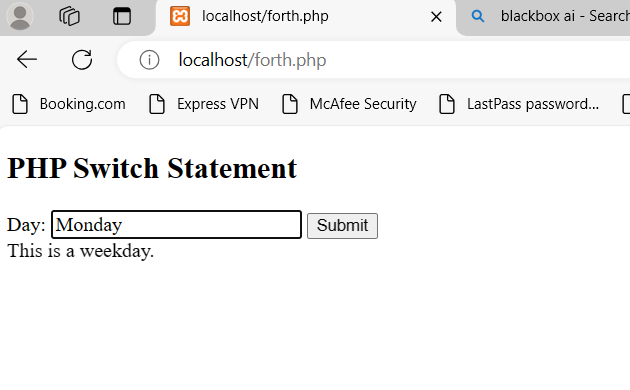 localhost/forth.php
blackbox ai - Search
localhost/forth.php
Booking.com Express VPN McAfee Security LastPass password...
PHP Switch Statement
Day: Monday Submit
This is a weekday.